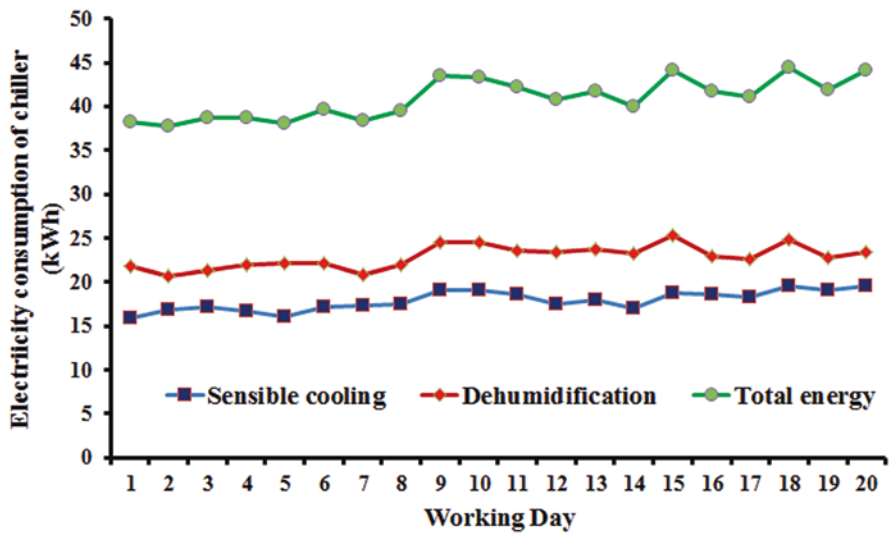 Electriicity consumption of chiller
(kWh)
50
45
40
35
30
25
20
15
10
5
0
Sensible cooling
Dehumidification
Total energy
1 2 3 4 5 6 7 8 9 10 11 12 13 14 15 16 17 18 19 20
Working Day